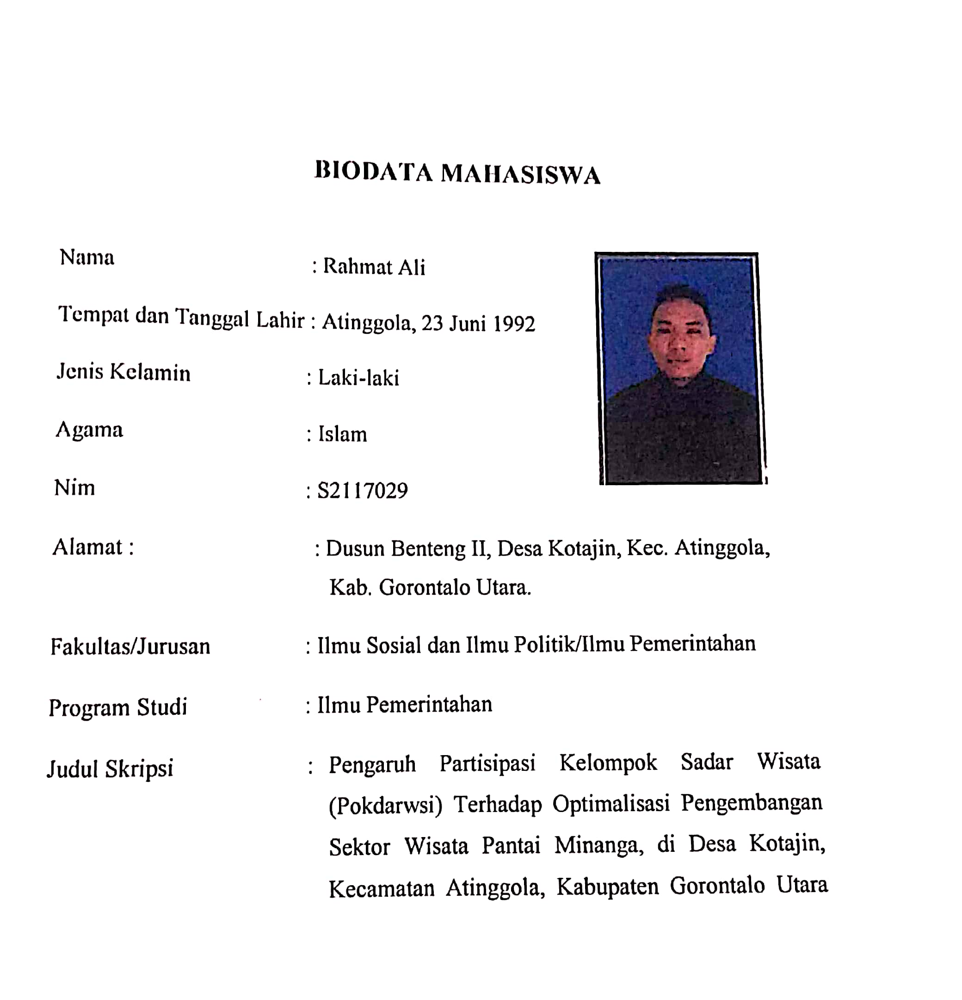 BIODATA MAHASISWA
Nama : Rahmat Ali
Tempat dan Tanggal Lahir : Atinggola, 23 Juni 1992
Jenis Kelamin : Laki-laki
Agama : Islam
Nim : S2117029
Alamat : : Dusun Benteng II, Desa Kotajin, Kec. Atinggola,
Kab. Gorontalo Utara.
Fakultas/Jurusan : Ilmu Sosial dan Ilmu Politik/Ilmu Pemerintahan
Program Studi : Ilmu Pemerintahan
Judul Skripsi : Pengaruh Partisipasi Kelompok Sadar Wisata
(Pokdarwsi) Terhadap Optimalisasi Pengembangan
Sektor Wisata Pantai Minanga, di Desa Kotajin,
Kecamatan Atinggola, Kabupaten Gorontalo Utara